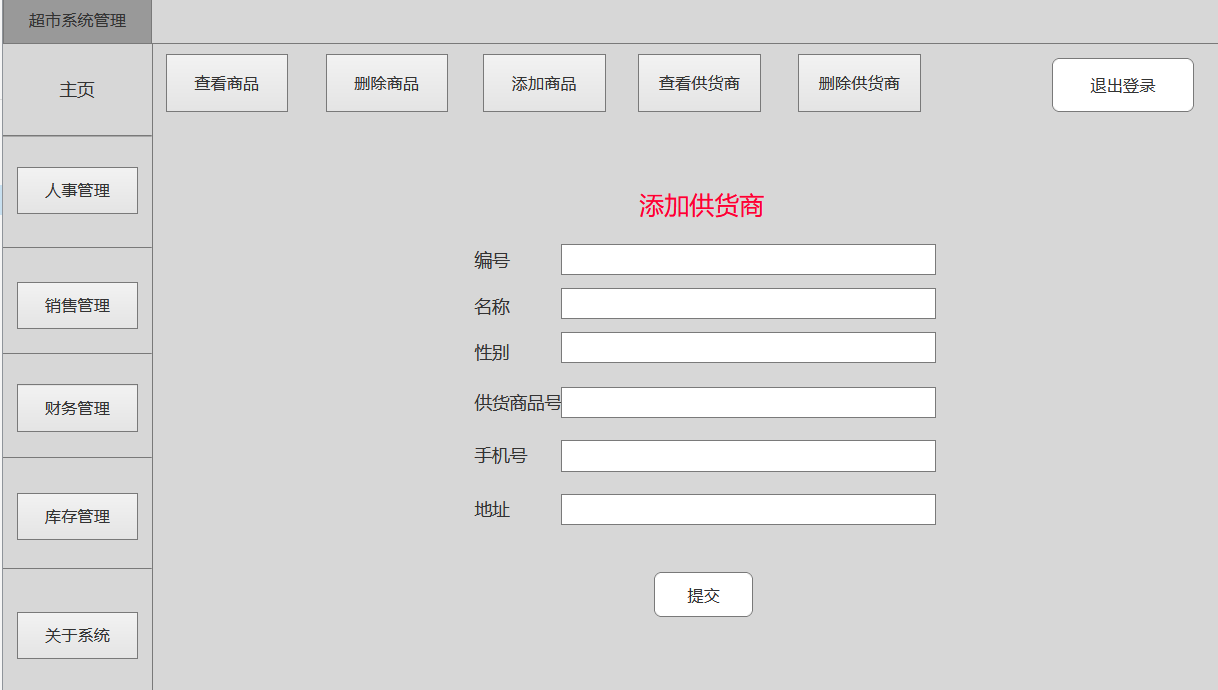 超市系统管理
主页
查看商品
删除商品
添加商品
查看供货商
删除供货商
退出登录
人事管理
销售管理
财务管理
库存管理
关于系统
添加供货商
编号
名称
性别
供货商品号
手机号
地址
提交